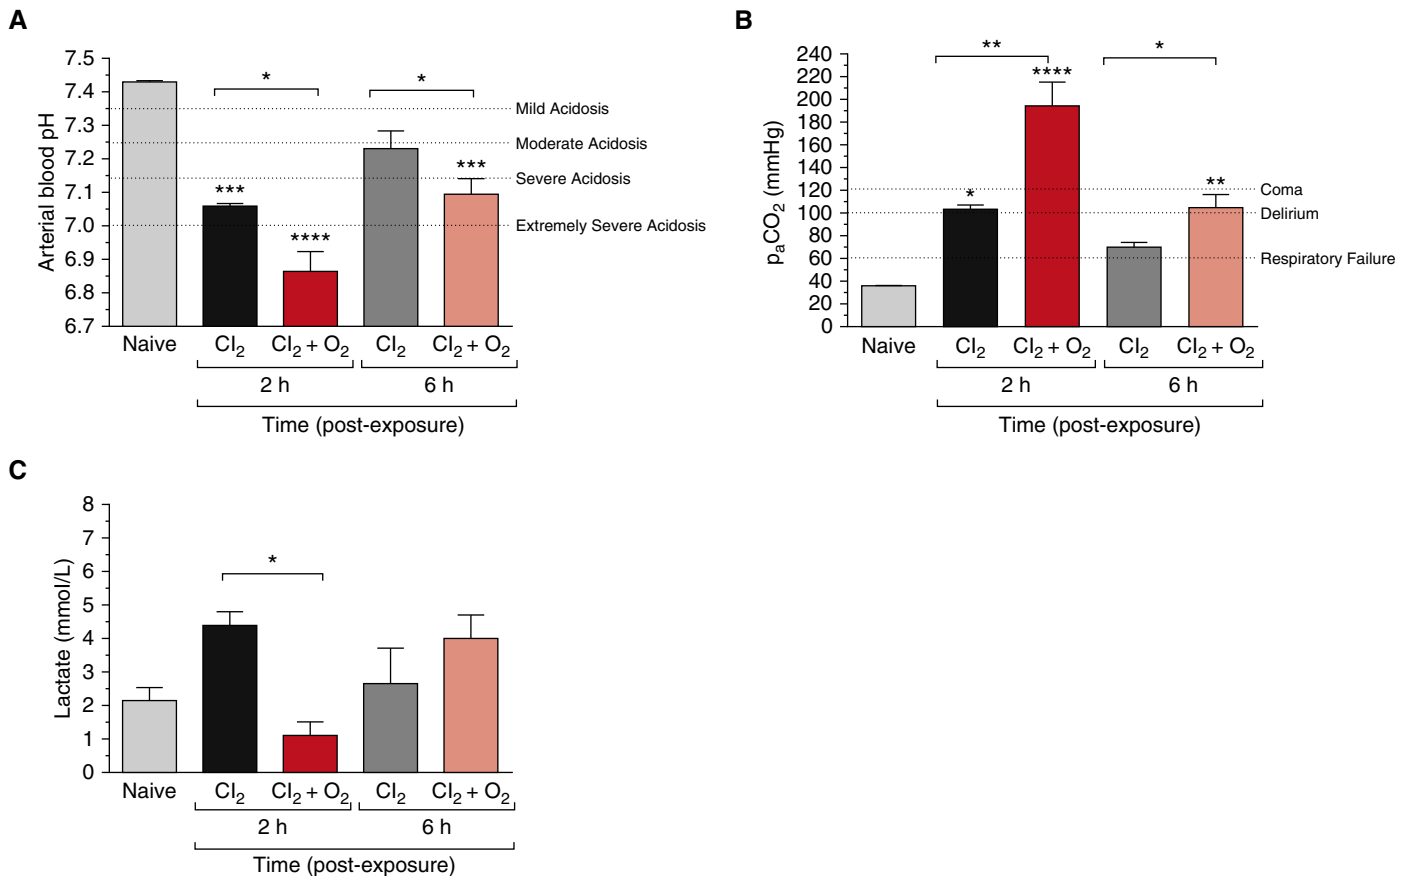 A
Arterial blood pH
7.5
7.4
7.3
7.2
7.1
7.0
6.9
6.8
6.7
*
*
***
****
***
Mild Acidosis
Moderate Acidosis
Severe Acidosis
Extremely Severe Acidosis
Naive Cl2 Cl2 + O2 Cl2 Cl2 + O2
2 h 6 h
Time (post-exposure)
B
paCO2 (mmHg)
240
220
200
180
160
140
120
100
80
60
40
20
0
**
*
****
*
**
Coma
Delirium
Respiratory Failure
Naive Cl2 Cl2 + O2 Cl2 Cl2 + O2
2 h 6 h
Time (post-exposure)
C
Lactate (mmol/L)
8
7
6
5
4
3
2
1
0
*
Naive Cl2 Cl2 + O2 Cl2 Cl2 + O2
2 h 6 h
Time (post-exposure)